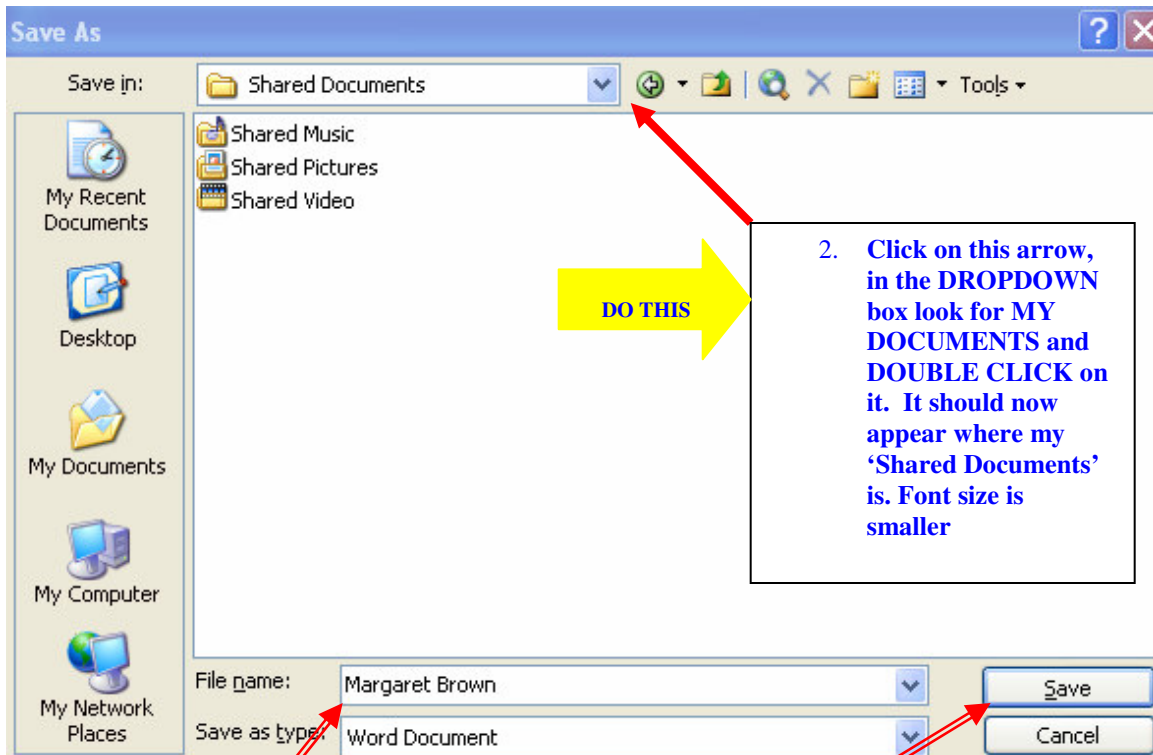 Save As
Save in:
Shared Documents
Tools
Shared Music
Shared Pictures
Shared Video
My Recent
Documents
Desktop
My Documents
My Computer
My Network
Places
DO THIS
2. Click on this arrow,
in the DROPDOWN
box look for MY
DOCUMENTS and
DOUBLE CLICK on
it. It should now
appear where my
‘Shared Documents’
is. Font size is
smaller
File name:
Margaret Brown
Save
Save as type:
Word Document
Cancel